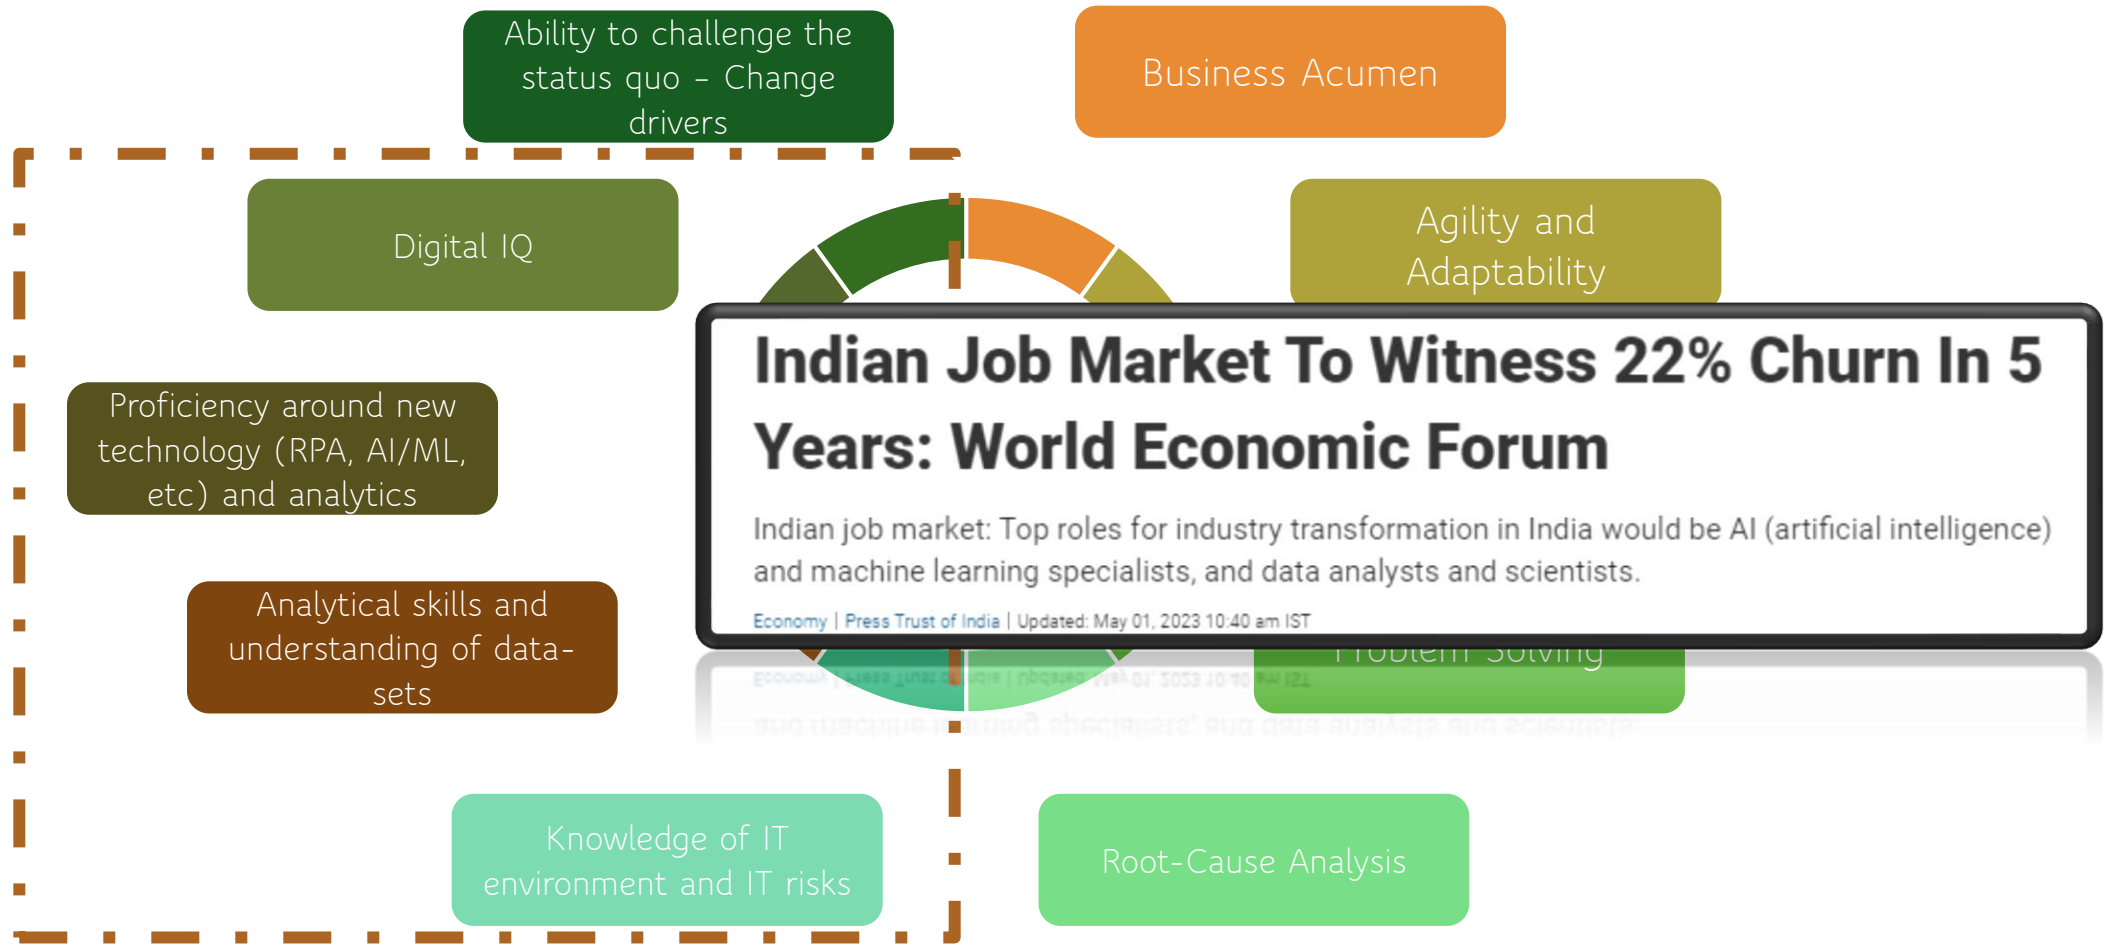 Ability to challenge the
status quo – Change
drivers
Business Acumen
Digital IQ
Agility and
Adaptability
Proficiency around new
technology (RPA, AI/ML,
etc) and analytics
Indian Job Market To Witness 22% Churn In 5
Years: World Economic Forum
Indian job market: Top roles for industry transformation in India would be AI (artificial intelligence)
and machine learning specialists, and data analysts and scientists.
Economy | Press Trust of India | Updated: May 01, 2023 10:40 am IST
Analytical skills and
understanding of data-
sets
Problem Solving
Knowledge of IT
environment and IT risks
Root-Cause Analysis